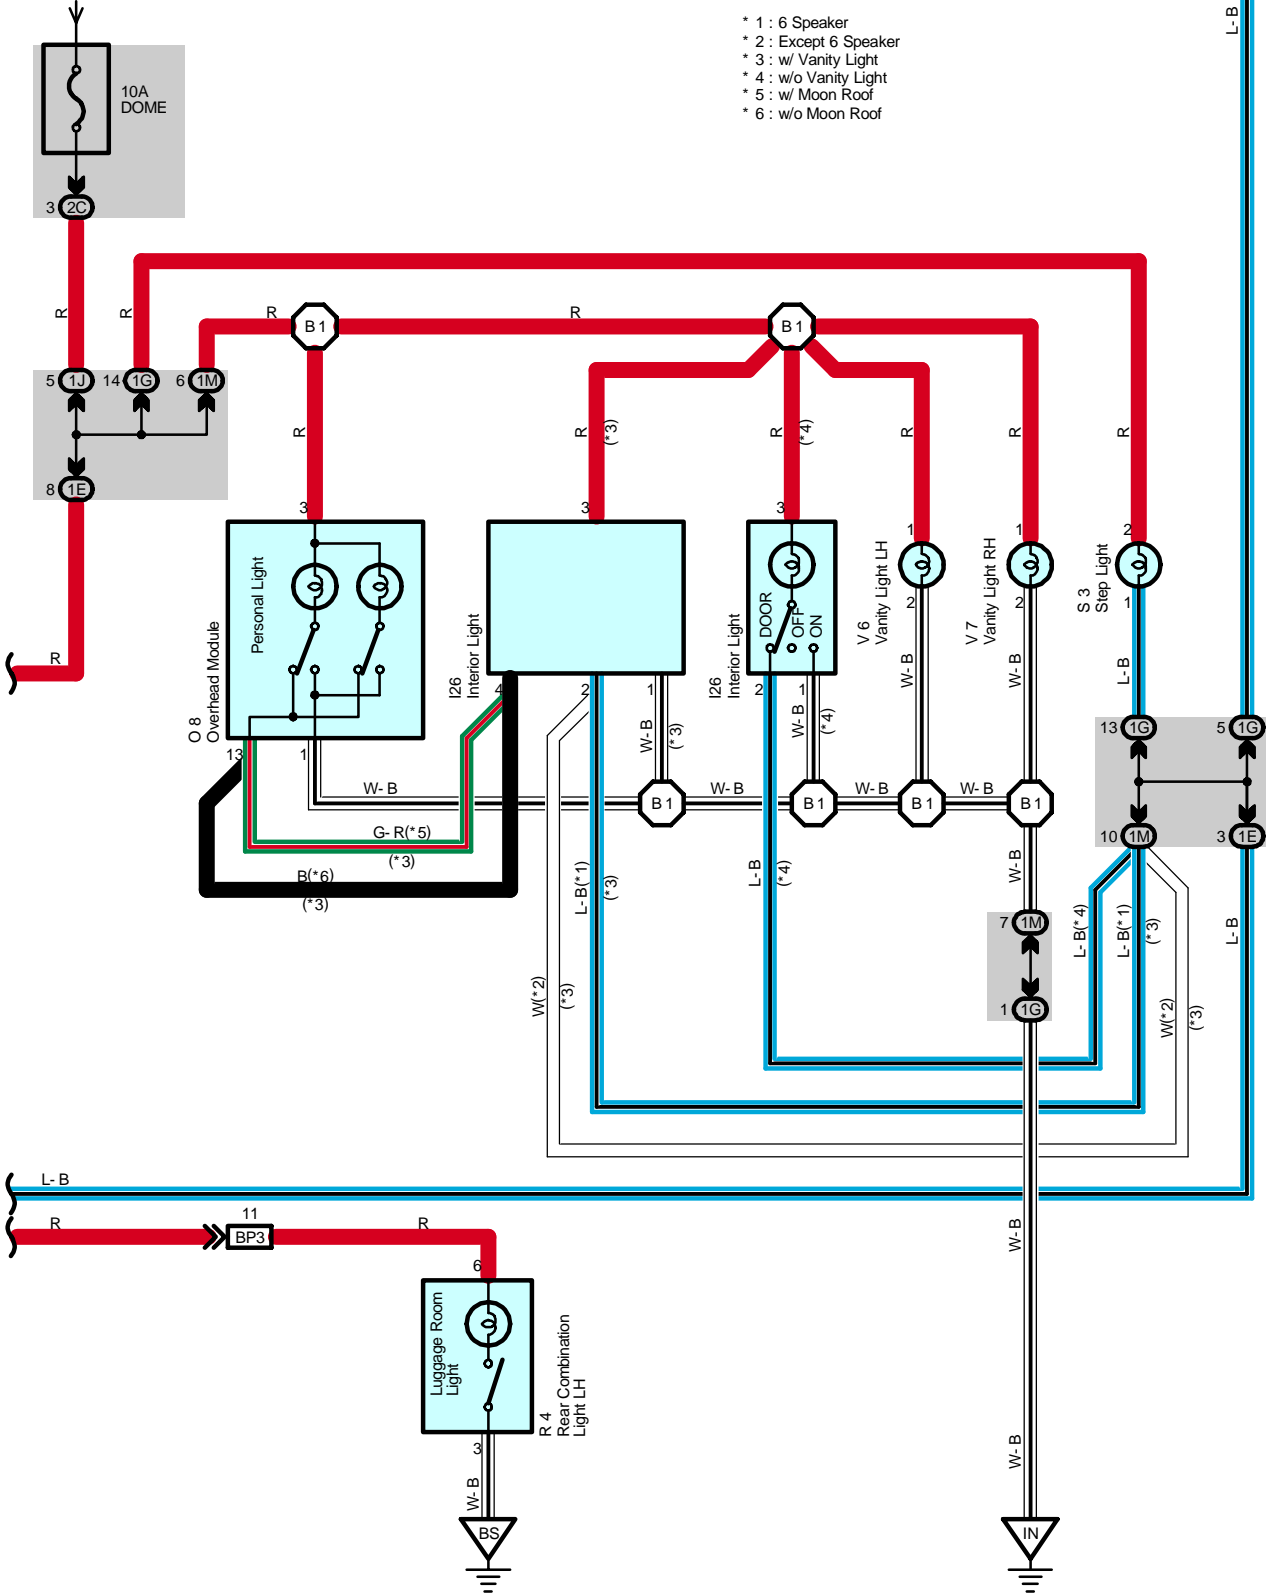 * 1 : 6 Speaker
* 2 : Except 6 Speaker
* 3 : w/ Vanity Light
* 4 : w/o Vanity Light
* 5 : w/ Moon Roof
* 6 : w/o Moon Roof
L- B
10A
DOME
3 2C
R
R
R
B 1
R
B 1
5 1J
14 1G
6 1M
8 1E
R
R
(*3)
R
(*4)
R
R
R
3
3
3
1
1
2
Personal Light
O 8
Overhead Module
I26
Interior Light
I26
Interior Light
DOOR
OFF
ON
V 6
Vanity Light LH
V 7
Vanity Light RH
S 3
Step Light
2
2
1
R
W- B
W- B
L- B
4
2
1
2
1
13
1
W- B
(*3)
W- B
(*4)
13 1G
5 1G
W- B
B 1
W- B
B 1
W- B
B 1
W- B
B 1
G- R(*5)
(*3)
B(*6)
(*3)
L- B(*1)
(*3)
L- B
(*4)
W- B
10 1M
3 1E
7 1M
1 1G
L- B(*4)
L- B(*1)
(*3)
L- B
W(*2)
(*3)
W(*2)
(*3)
L- B
R
11
BP3
R
W- B
6
Luggage Room
Light
R 4
Rear Combination
Light LH
3
W- B
W- B
BS
IN